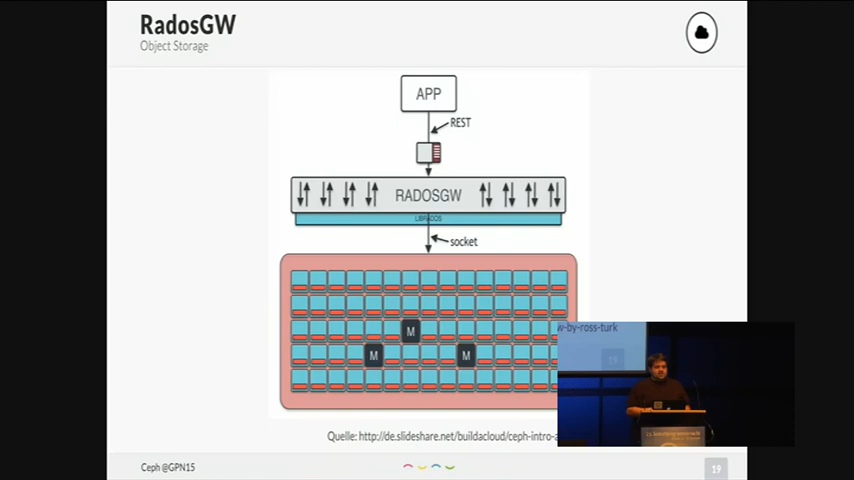 RadosGW
Object Storage
APP
REST
RADOSGW
LIBRADOS
socket
M
M
M
w-by-ross-turk
19
Quelle: http://de.slideshare.net/buildacloud/ceph-intro-a
Ceph @GPN15
19